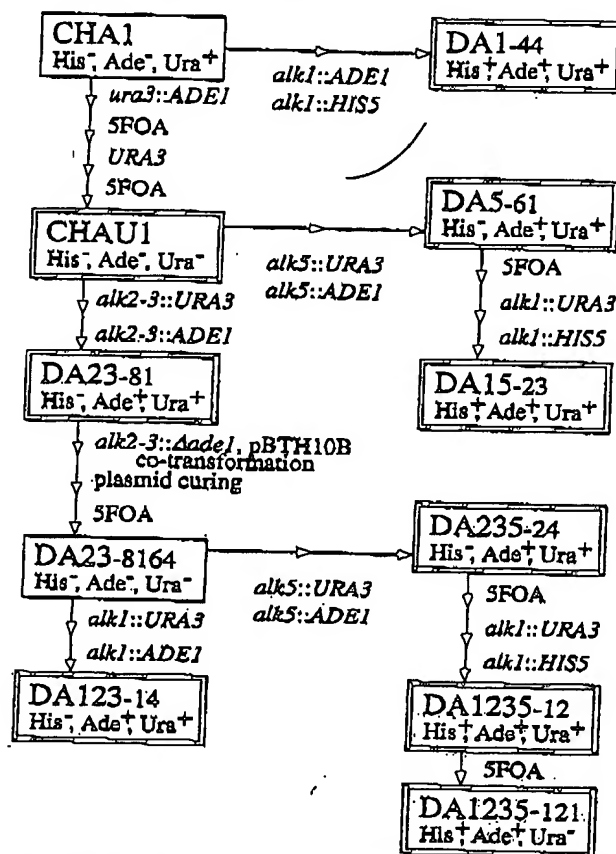 CHA1
His⁻, Ade⁻, Ura⁺
alk1::ADE1
alk1::HIS5
DA1-44
His⁺, Ade⁺, Ura⁺
ura3::ADE1
5FOA
URA3
5FOA
CHAU1
His⁻, Ade⁻, Ura⁻
alk5::URA3
alk5::ADE1
DA5-61
His⁻, Ade⁺, Ura⁺
5FOA
alk1::URA3
alk1::HIS5
DA15-23
His⁺, Ade⁺, Ura⁺
alk2-3::URA3
alk2-3::ADE1
DA23-81
His⁻, Ade⁺, Ura⁺
alk2-3::Δade1, pBTH10B
co-transformation
plasmid curing
5FOA
DA23-8164
His⁻, Ade⁻, Ura⁻
alk5::URA3
alk5::ADE1
DA235-24
His⁻, Ade⁺, Ura⁺
alk1::URA3
alk1::ADE1
DA123-14
His⁻, Ade⁺, Ura⁺
5FOA
alk1::URA3
alk1::HIS5
DA1235-12
His⁺, Ade⁺, Ura⁺
5FOA
DA1235-121
His⁺, Ade⁺, Ura⁻